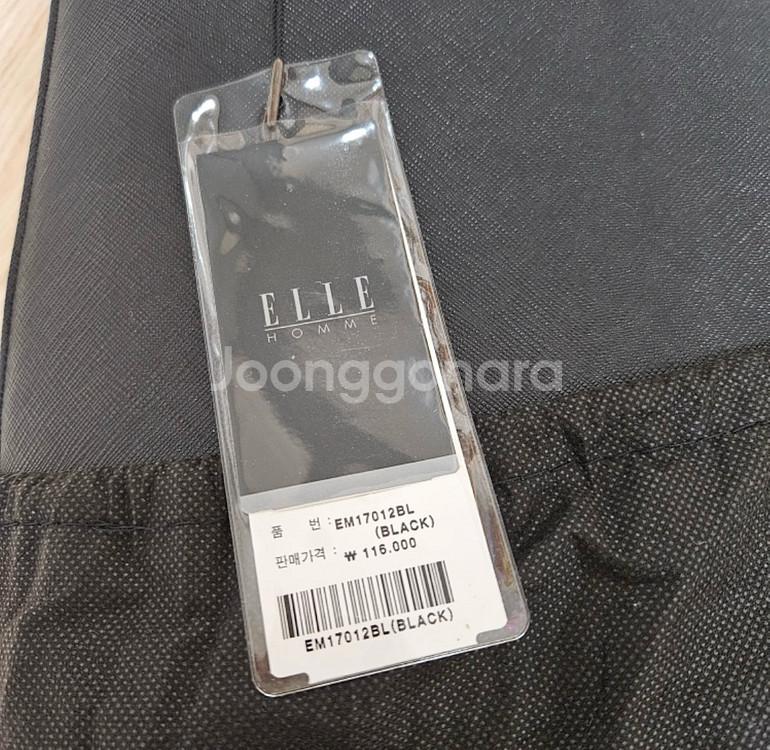 ELLE
HOMME
Joonggonara
품 번 : EM17012BL
(BLACK)
판매가격 : ₩ 116.000
EM17012BL(BLACK)